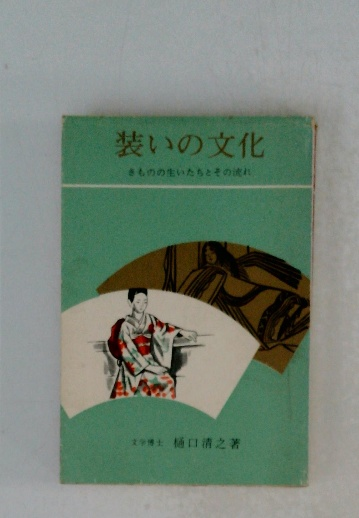 装いの文化
きものの生いたちとその流れ
文学博士 樋口清之著